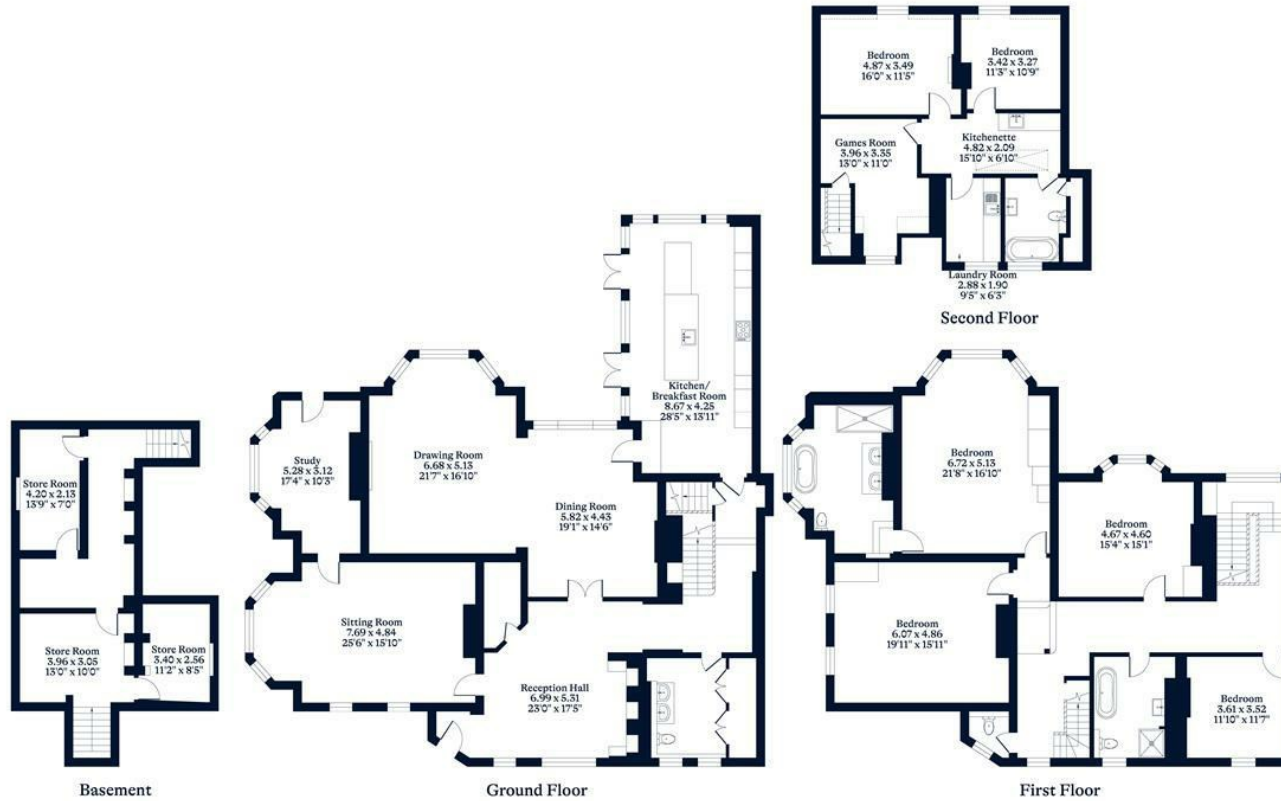 Bedroom
4.87 x 3.49
16'0" x 11'5"
Bedroom
3.42 x 3.27
11'3" x 10'9"
Games Room
3.96 x 3.35
13'0" x 11'0"
Kitchenette
4.82 x 2.09
15'10" x 6'10"
Laundry Room
2.88 x 1.90
9'5" x 6'3"
Second Floor
Store Room
4.20 x 2.13
13'9" x 7'0"
Store Room
3.96 x 3.05
13'0" x 10'0"
Store Room
3.40 x 2.56
11'2" x 8'5"
Basement
Kitchen/
Breakfast Room
8.67 x 4.25
28'5" x 13'11"
Study
5.28 x 3.12
17'4" x 10'3"
Drawing Room
6.68 x 5.13
21'7" x 16'10"
Dining Room
5.82 x 4.43
19'1" x 14'6"
Sitting Room
7.69 x 4.84
25'6" x 15'10"
Reception Hall
6.99 x 5.31
23'0" x 17'5"
Ground Floor
Bedroom
6.72 x 5.13
21'8" x 16'10"
Bedroom
4.67 x 4.60
15'4" x 15'1"
Bedroom
6.07 x 4.86
19'11" x 15'11"
Bedroom
3.61 x 3.52
11'10" x 11'7"
First Floor